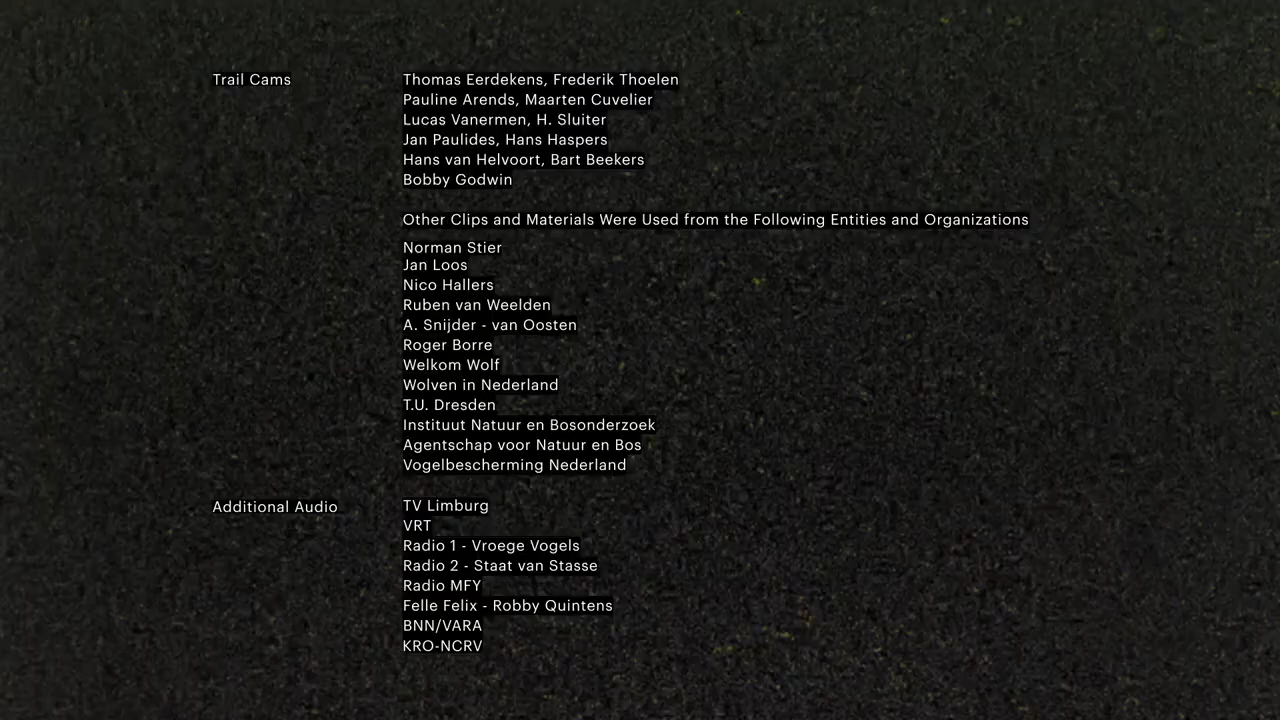 Trail Cams
Thomas Eerdekens, Frederik Thoelen
Pauline Arends, Maarten Cuvelier
Lucas Vanermen, H. Sluiter
Jan Paulides, Hans Haspers
Hans van Helvoort, Bart Beekers
Bobby Godwin
Other Clips and Materials Were Used from the Following Entities and Organizations
Norman Stier
Jan Loos
Nico Hallers
Ruben van Weelden
A. Snijder - van Oosten
Roger Borre
Welkom Wolf
Wolven in Nederland
T.U. Dresden
Instituut Natuur en Bosonderzoek
Agentschap voor Natuur en Bos
Vogelbescherming Nederland
Additional Audio
TV Limburg
VRT
Radio 1 - Vroege Vogels
Radio 2 - Staat van Stasse
Radio MFY
Felle Felix - Robby Quintens
BNN/VARA
KRO-NCRV